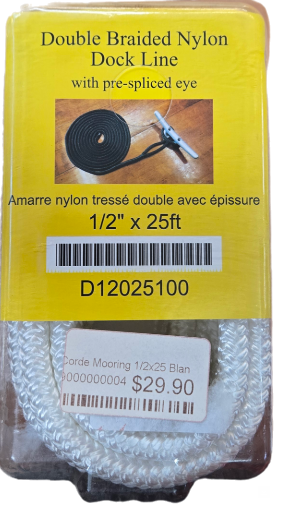 Double Braided Nylon
Dock Line
with pre-spliced eye
Amarre nylon tressé double avec épissure
1/2" x 25ft
D12025100
Corde Mooring 1/2x25 Blan
$29.90